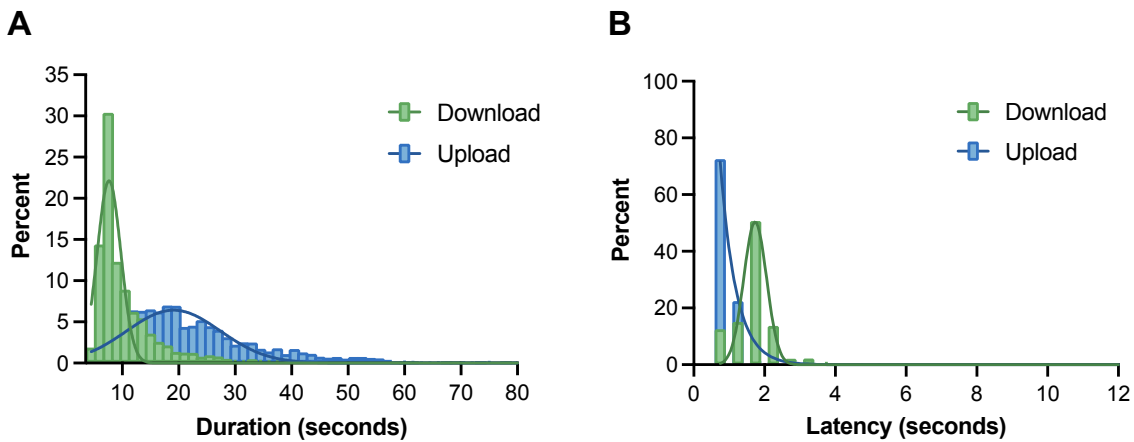 A
35
30
25
20
15
10
5
0
Percent
10 20 30 40 50 60 70 80
Duration (seconds)
Download
Upload
B
100
80
60
40
20
0
Percent
0 2 4 6 8 10 12
Latency (seconds)
Download
Upload